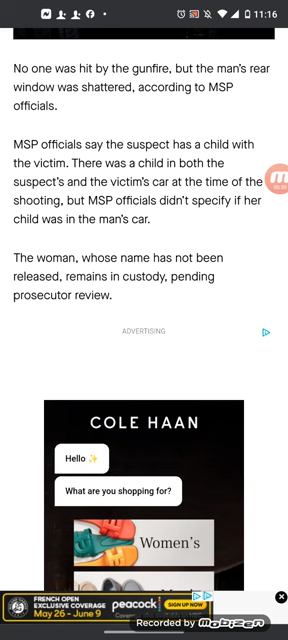 11:16
No one was hit by the gunfire, but the man's rear
window was shattered, according to MSP
officials.
MSP officials say the suspect has a child with
the victim. There was a child in both the
suspect's and the victim's car at the time of the
shooting, but MSP officials didn't specify if her
child was in the man's car.
The woman, whose name has not been
released, remains in custody, pending
prosecutor review.
ADVERTISING
COLE HAAN
Hello ✨
What are you shopping for?
Women's
FRENCH OPEN
EXCLUSIVE COVERAGE
MAY 26 - JUNE 9
peacock
SIGN UP NOW
Recorded by mobizen